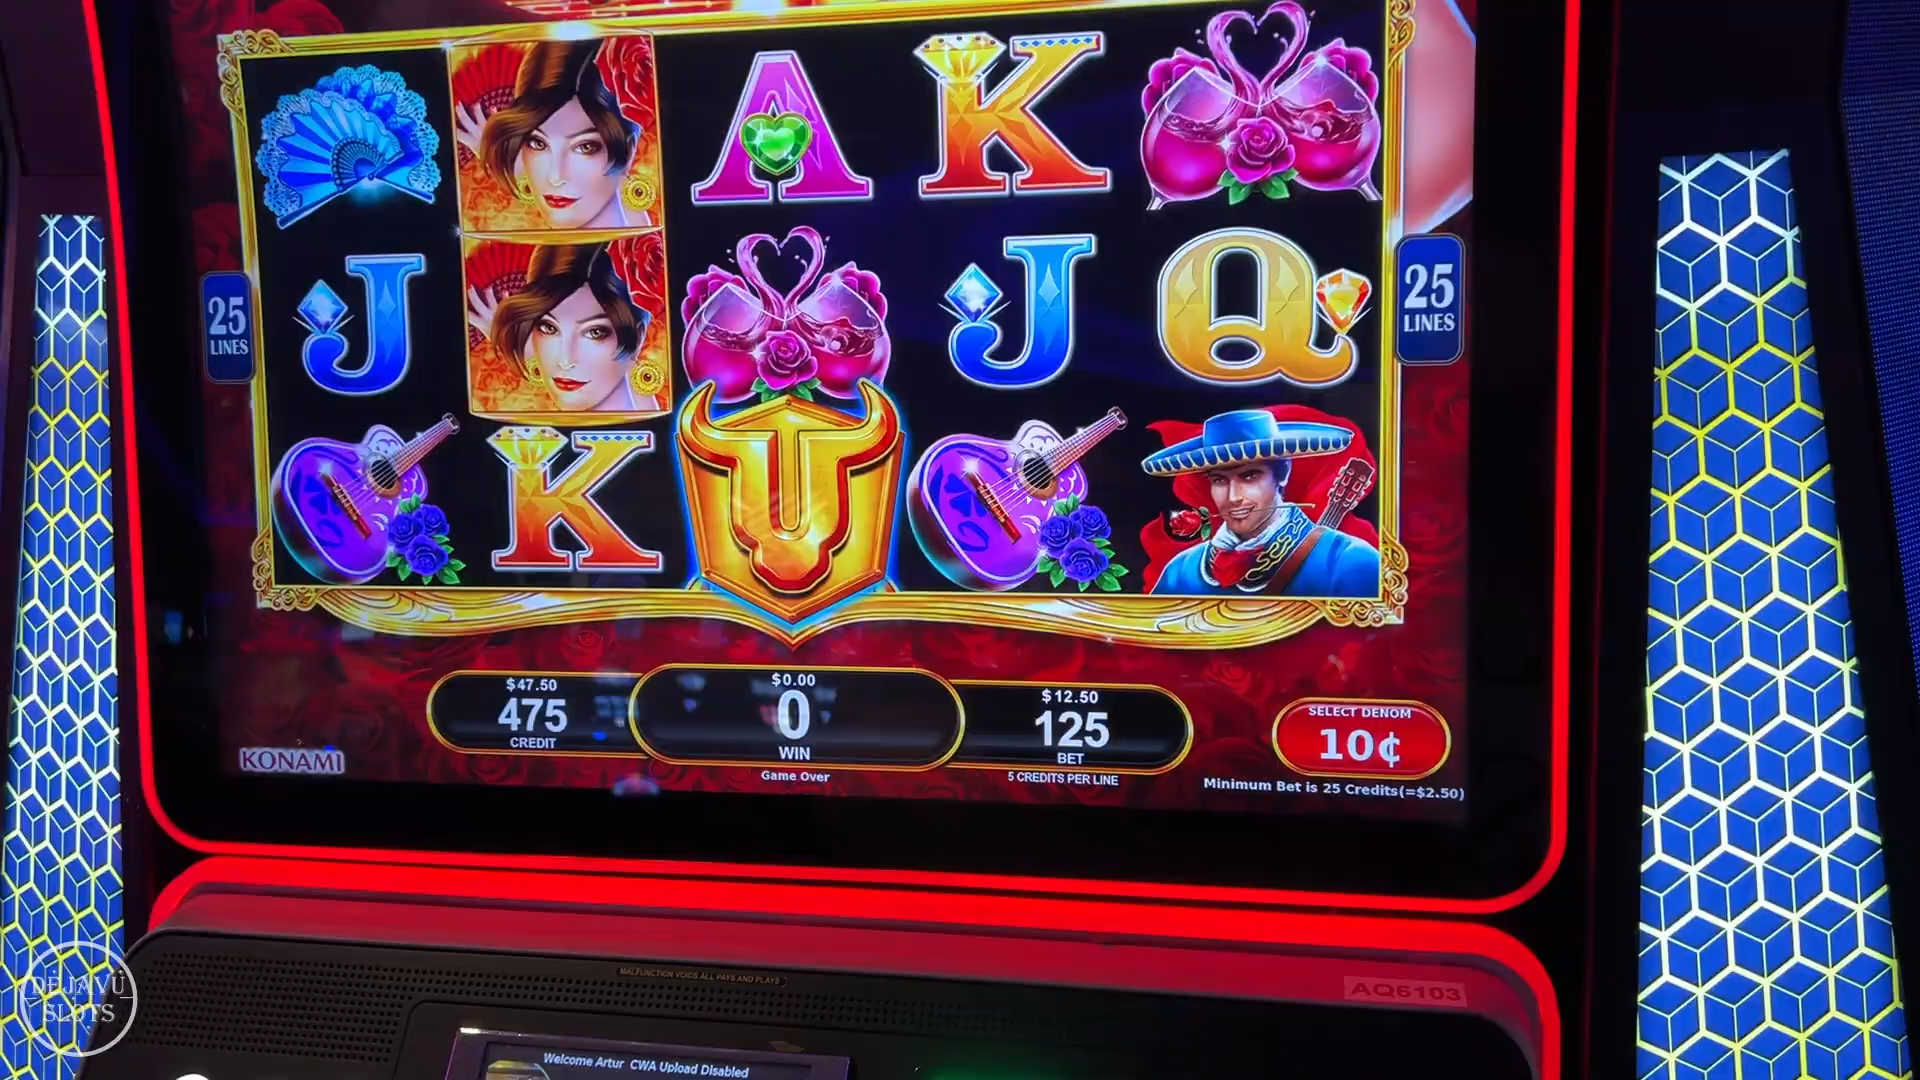 A
K
25
LINES
J
J
Q
25
LINES
K
$47.50
475
CREDIT
$0.00
0
WIN
Game Over
$12.50
125
BET
5 CREDITS PER LINE
SELECT DENOM
10¢
Minimum Bet is 25 Credits(=$2.50)
KONAMI
MALFUNCTION VOIDS ALL PAYS AND PLAYS
AQ6103
DĖJAVÜ
SLOTS
Welcome Artur CWA Upload Disabled